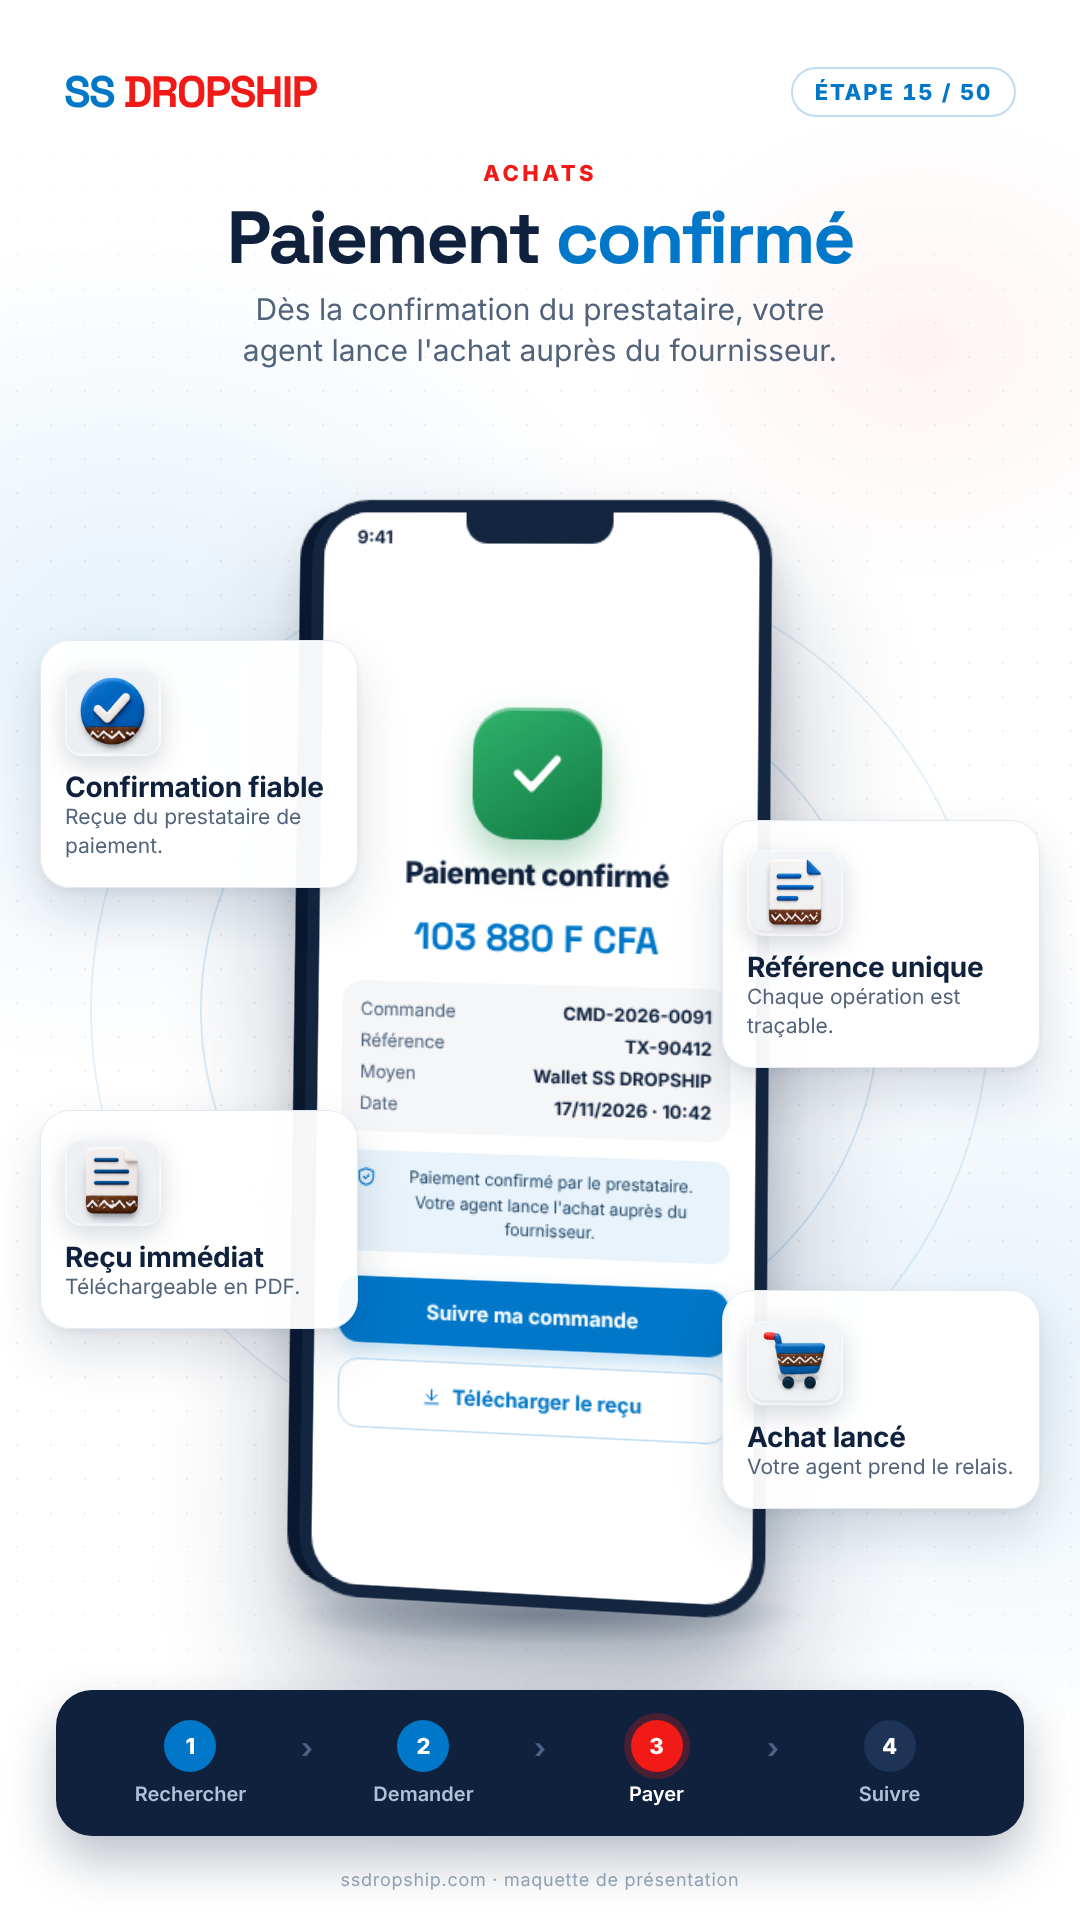 SS DROPSHIP
ÉTAPE 15 / 50
ACHATS
Paiement confirmé
Dès la confirmation du prestataire, votre
agent lance l'achat auprès du fournisseur.
9:41
Confirmation fiable
Reçue du prestataire de
paiement.
Paiement confirmé
103 880 F CFA
Référence unique
Chaque opération est
traçable.
Commande CMD-2026-0091
Référence TX-90412
Moyen Wallet SS DROPSHIP
Date 17/11/2026 · 10:42
Reçu immédiat
Téléchargeable en PDF.
Paiement confirmé par le prestataire.
Votre agent lance l'achat auprès du
fournisseur.
Suivre ma commande
Télécharger le reçu
Achat lancé
Votre agent prend le relais.
1 › 2 › 3 › 4
Rechercher Demander Payer Suivre
ssdropship.com · maquette de présentation